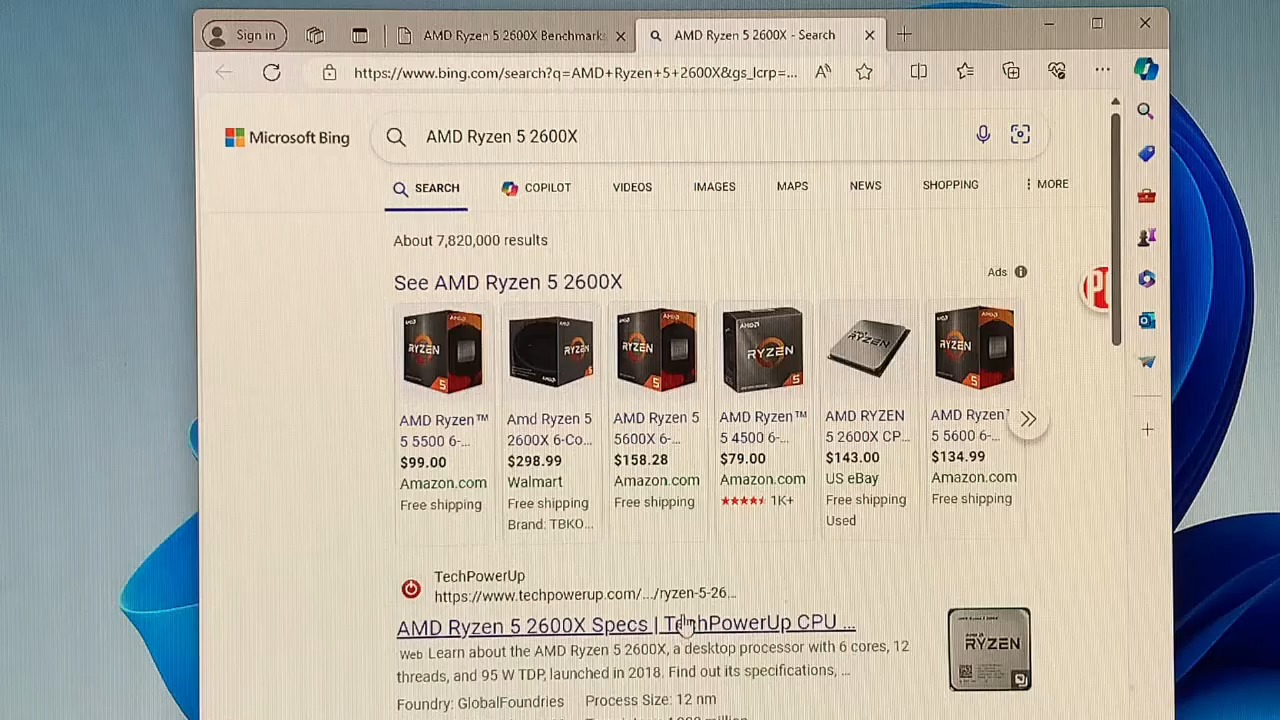 Sign in
AMD Ryzen 5 2600X Benchmark
AMD Ryzen 5 2600X - Search
https://www.bing.com/search?q=AMD+Ryzen+5+2600X&gs_lcrp=...
Microsoft Bing
AMD Ryzen 5 2600X
SEARCH
COPILOT
VIDEOS
IMAGES
MAPS
NEWS
SHOPPING
MORE
About 7,820,000 results
See AMD Ryzen 5 2600X
Ads
AMD Ryzen™
5 5500 6-...
$99.00
Amazon.com
Free shipping
Amd Ryzen 5
2600X 6-Co...
$298.99
Walmart
Free shipping
Brand: TBKO...
AMD Ryzen 5
5600X 6-...
$158.28
Amazon.com
Free shipping
AMD Ryzen™
5 4500 6-...
$79.00
Amazon.com
1K+
AMD RYZEN
5 2600X CP...
$143.00
US eBay
Free shipping
Used
AMD Ryzen
5 5600 6-...
$134.99
Amazon.com
Free shipping
TechPowerUp
https://www.techpowerup.com/.../ryzen-5-26...
AMD Ryzen 5 2600X Specs | TechPowerUp CPU ...
Web Learn about the AMD Ryzen 5 2600X, a desktop processor with 6 cores, 12
threads, and 95 W TDP, launched in 2018. Find out its specifications, ...
Foundry: GlobalFoundries Process Size: 12 nm
RYZEN